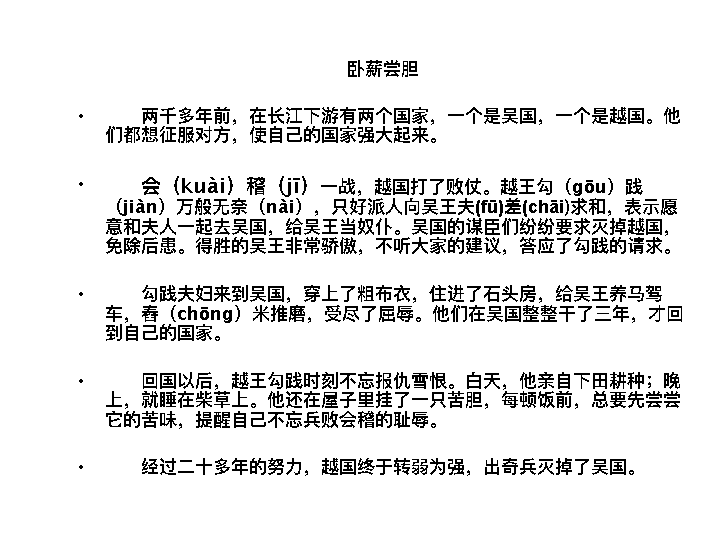 卧薪尝胆
• 两千多年前，在长江下游有两个国家，一个是吴国，一个是越国。他
们都想征服对方，使自己的国家强大起来。
• 会（kuài）稽（jī）一战，越国打了败仗。越王勾（gōu）践
（jiàn）万般无奈（nài），只好派人向吴王夫(fū)差(chāi)求和，表示愿
意和夫人一起去吴国，给吴王当奴仆。吴国的谋臣们纷纷要求灭掉越国，
免除后患。得胜的吴王非常骄傲，不听大家的建议，答应了勾践的请求。
• 勾践夫妇来到吴国，穿上了粗布衣，住进了石头房，给吴王养马驾
车，舂（chōng）米推磨，受尽了屈辱。他们在吴国整整干了三年，才回
到自己的国家。
• 回国以后，越王勾践时刻不忘报仇雪恨。白天，他亲自下田耕种；晚
上，就睡在柴草上。他还在屋子里挂了一只苦胆，每顿饭前，总要先尝尝
它的苦味，提醒自己不忘兵败会稽的耻辱。
• 经过二十多年的努力，越国终于转弱为强，出奇兵灭掉了吴国。